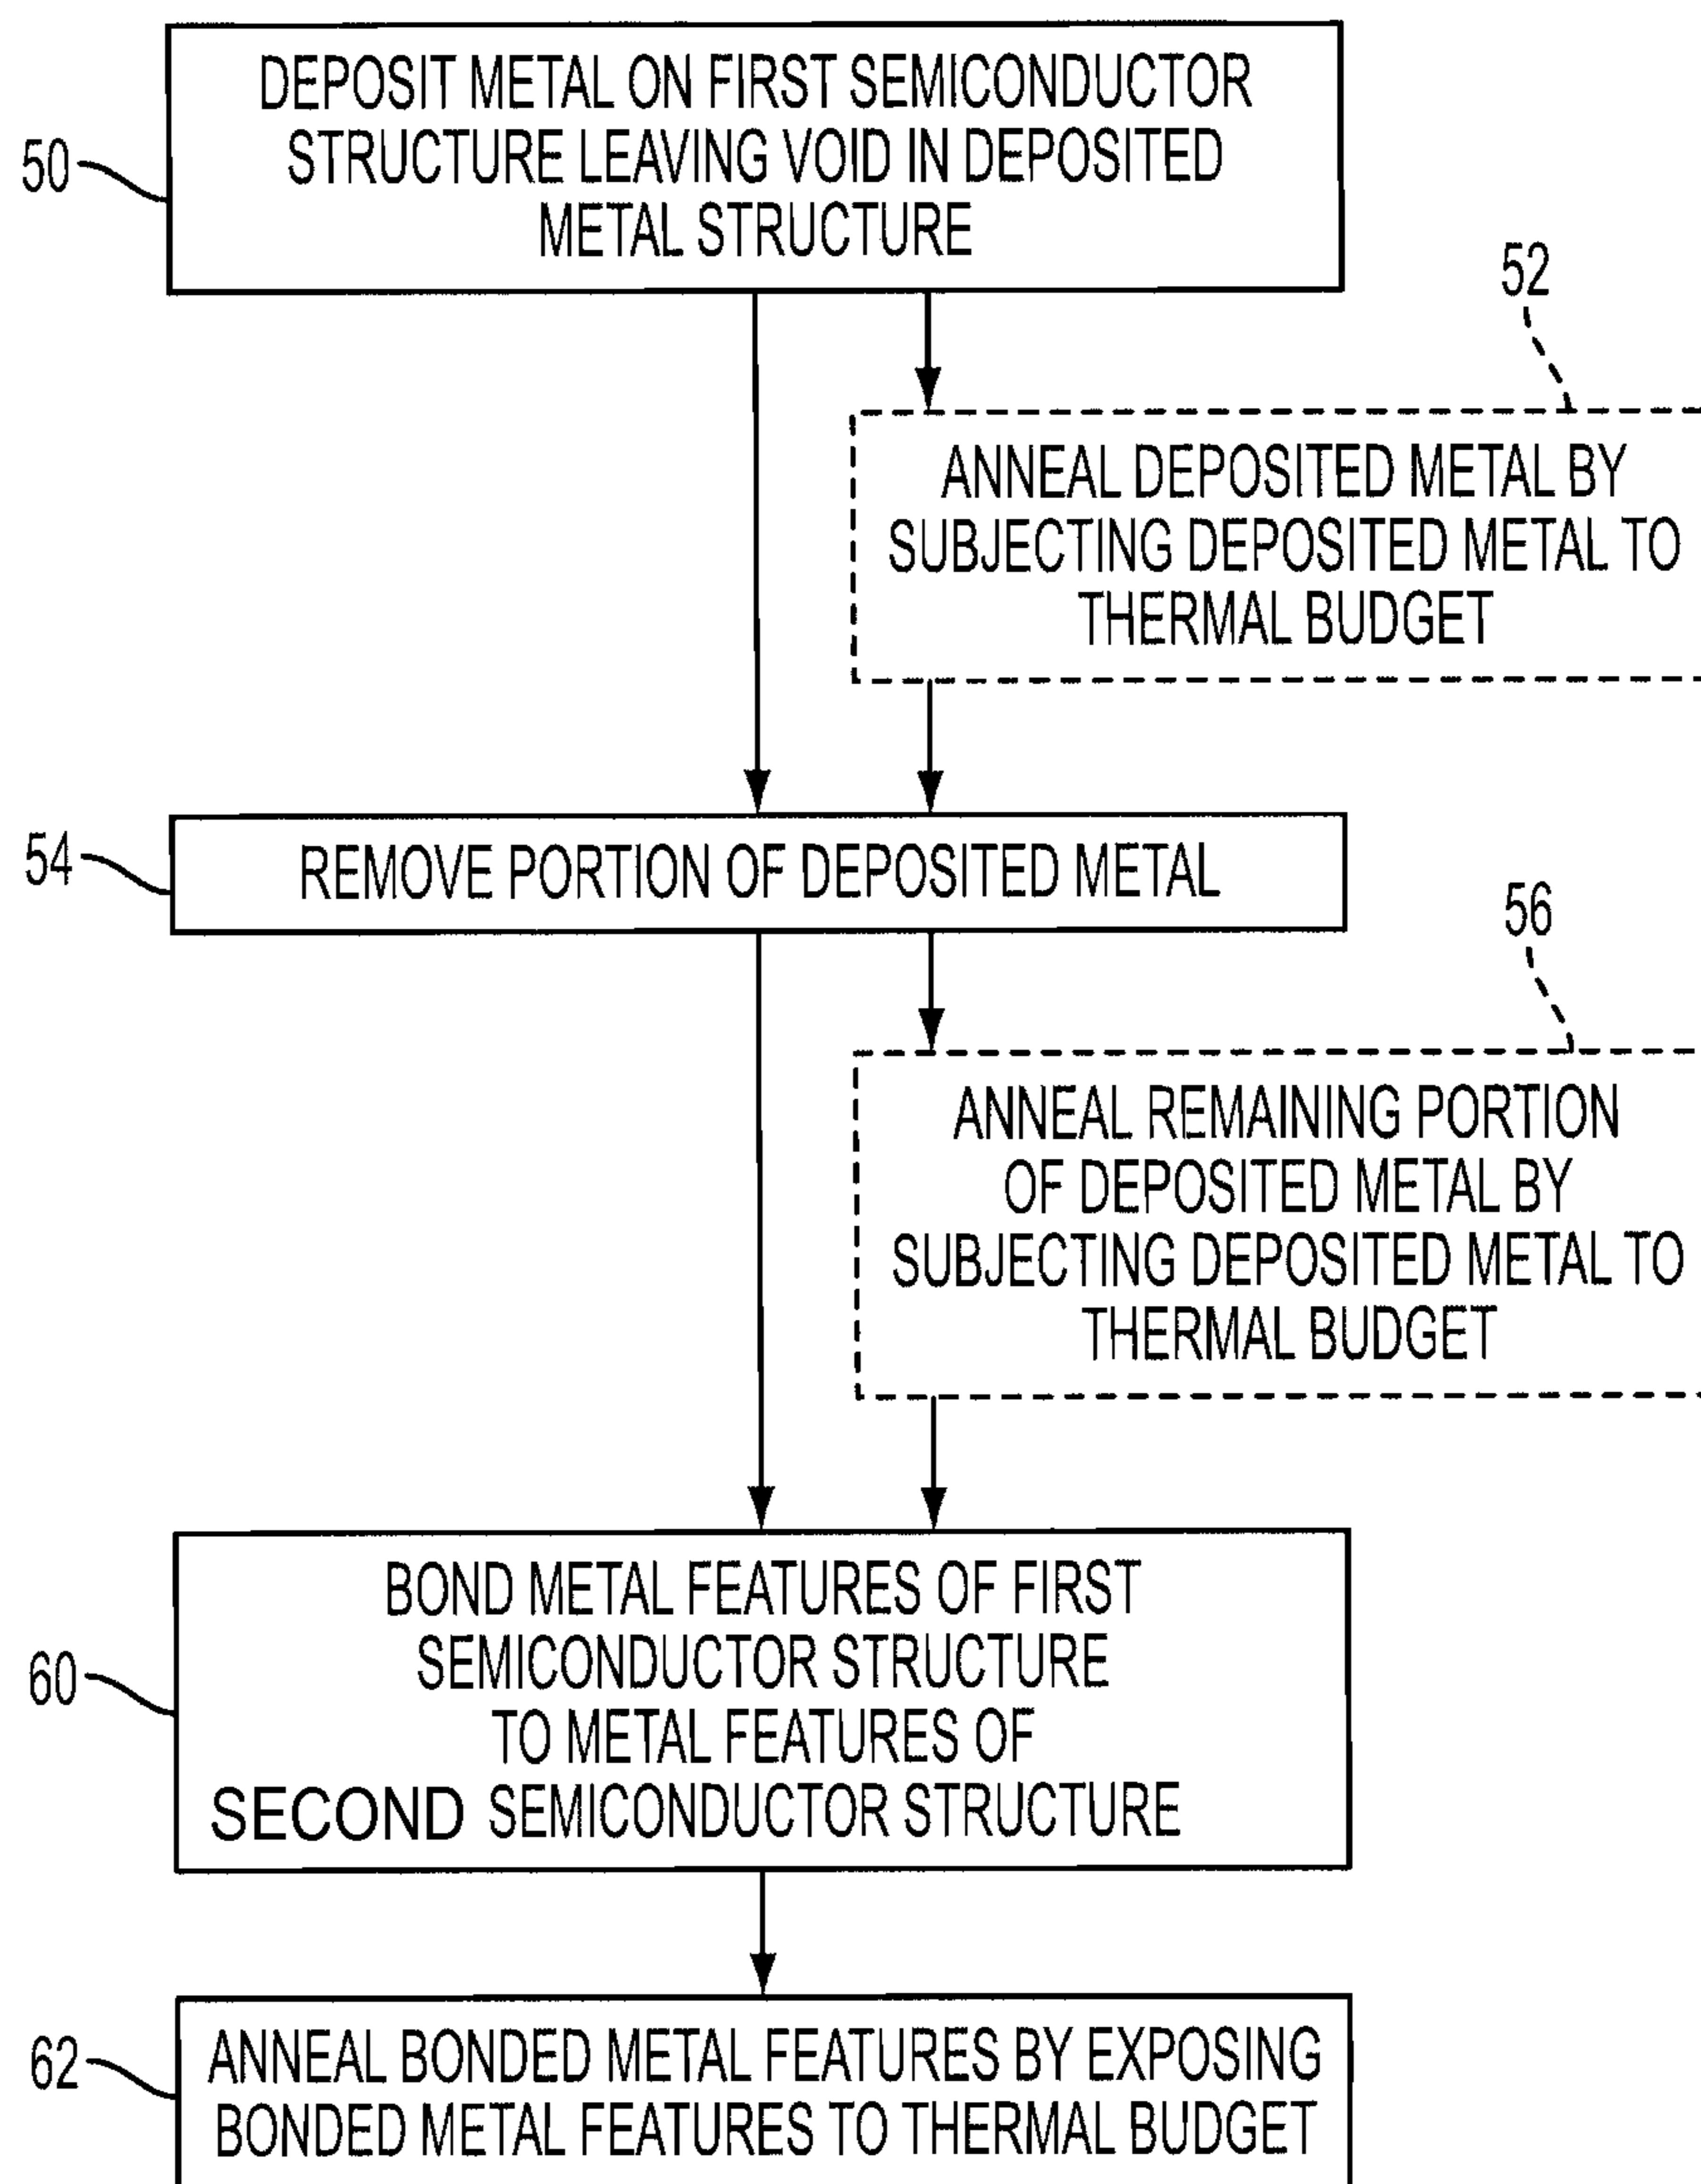 50
DEPOSIT METAL ON FIRST SEMICONDUCTOR
STRUCTURE LEAVING VOID IN DEPOSITED
METAL STRUCTURE
52
ANNEAL DEPOSITED METAL BY
SUBJECTING DEPOSITED METAL TO
THERMAL BUDGET
54
REMOVE PORTION OF DEPOSITED METAL
56
ANNEAL REMAINING PORTION
OF DEPOSITED METAL BY
SUBJECTING DEPOSITED METAL TO
THERMAL BUDGET
60
BOND METAL FEATURES OF FIRST
SEMICONDUCTOR STRUCTURE
TO METAL FEATURES OF
SECOND SEMICONDUCTOR STRUCTURE
62
ANNEAL BONDED METAL FEATURES BY EXPOSING
BONDED METAL FEATURES TO THERMAL BUDGET